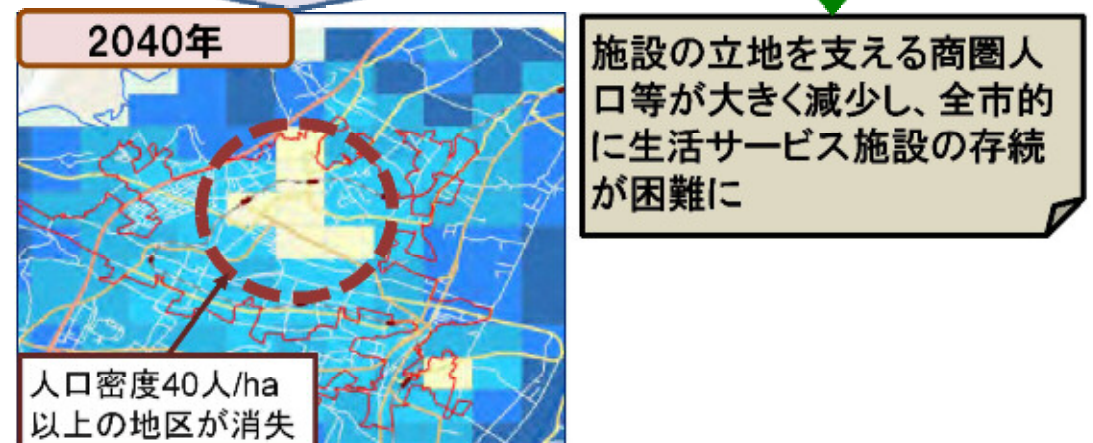 2040年
施設の立地を支える商圏人
口等が大きく減少し、全市的
に生活サービス施設の存続
が困難に
人口密度40人/ha
以上の地区が消失